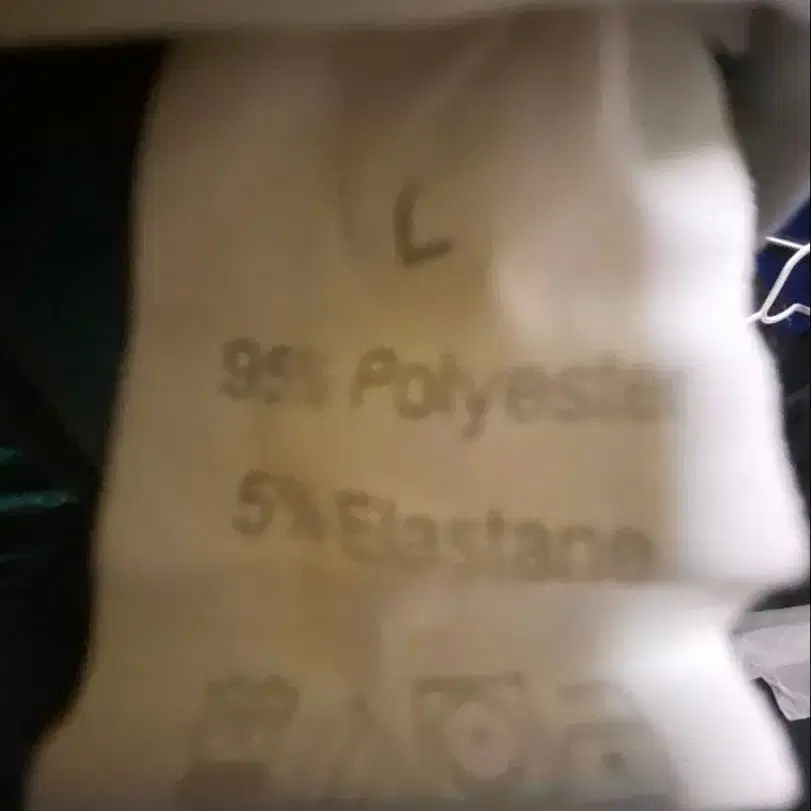 L
95% Polyester
5% Elastane